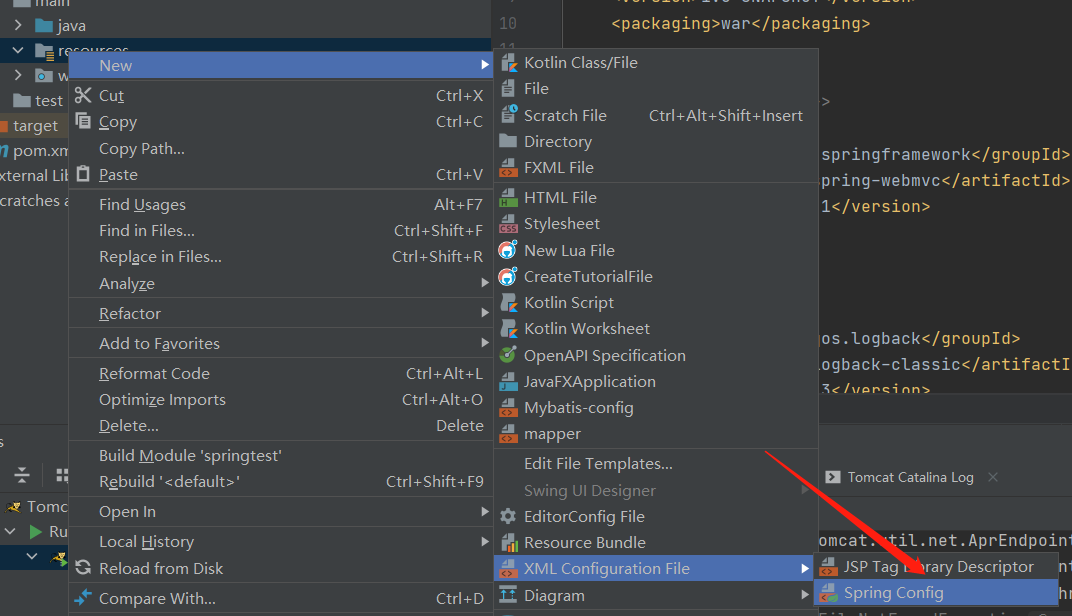 main
java
resources
test
target
pom.xm
xternal Lib
cratches a
10
<packaging>war</packaging>
>
springframework</groupId>
pring-webmvc</artifactId>
1</version>
os.logback</groupId>
ogback-classic</artifactI
3</version>
New
Cut Ctrl+X
Copy Ctrl+C
Copy Path...
Paste Ctrl+V
Find Usages Alt+F7
Find in Files... Ctrl+Shift+F
Replace in Files... Ctrl+Shift+R
Analyze
Refactor
Add to Favorites
Reformat Code Ctrl+Alt+L
Optimize Imports Ctrl+Alt+O
Delete... Delete
Build Module 'springtest'
Rebuild '<default>' Ctrl+Shift+F9
Open In
Local History
Reload from Disk
Compare With... Ctrl+D
Kotlin Class/File
File
Scratch File Ctrl+Alt+Shift+Insert
Directory
FXML File
HTML File
Stylesheet
New Lua File
CreateTutorialFile
Kotlin Script
Kotlin Worksheet
OpenAPI Specification
JavaFXApplication
Mybatis-config
mapper
Edit File Templates...
Swing UI Designer
EditorConfig File
Resource Bundle
XML Configuration File
Diagram
JSP Tag Library Descriptor
Spring Config
s
Tomc
Ru
Tomcat Catalina Log
omcat.util.net.AprEndpoint